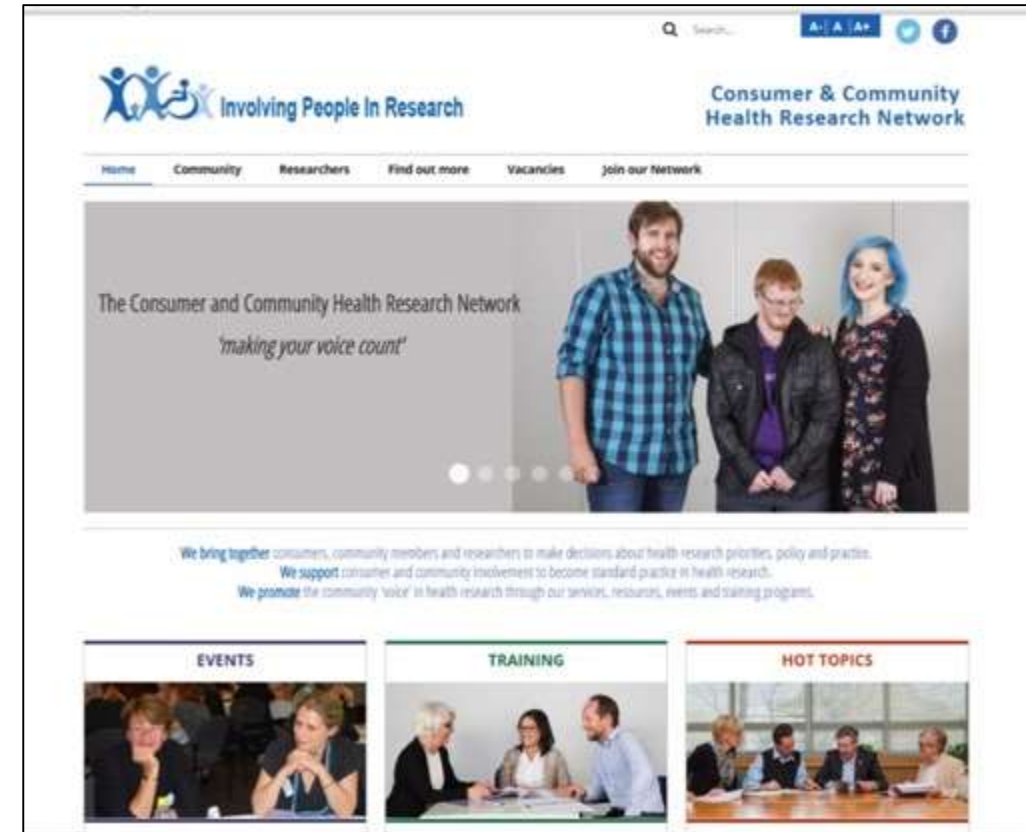 Search...
A- A A+
Involving People In Research
Consumer & Community
Health Research Network
Home Community Researchers Find out more Vacancies Join our Network
The Consumer and Community Health Research Network
'making your voice count'
We bring together consumers, community members and researchers to make decisions about health research priorities, policy and practice.
We support consumer and community involvement to become standard practice in health research.
We promote the community 'voice' in health research through our services, resources, events and training programs.
EVENTS
TRAINING
HOT TOPICS